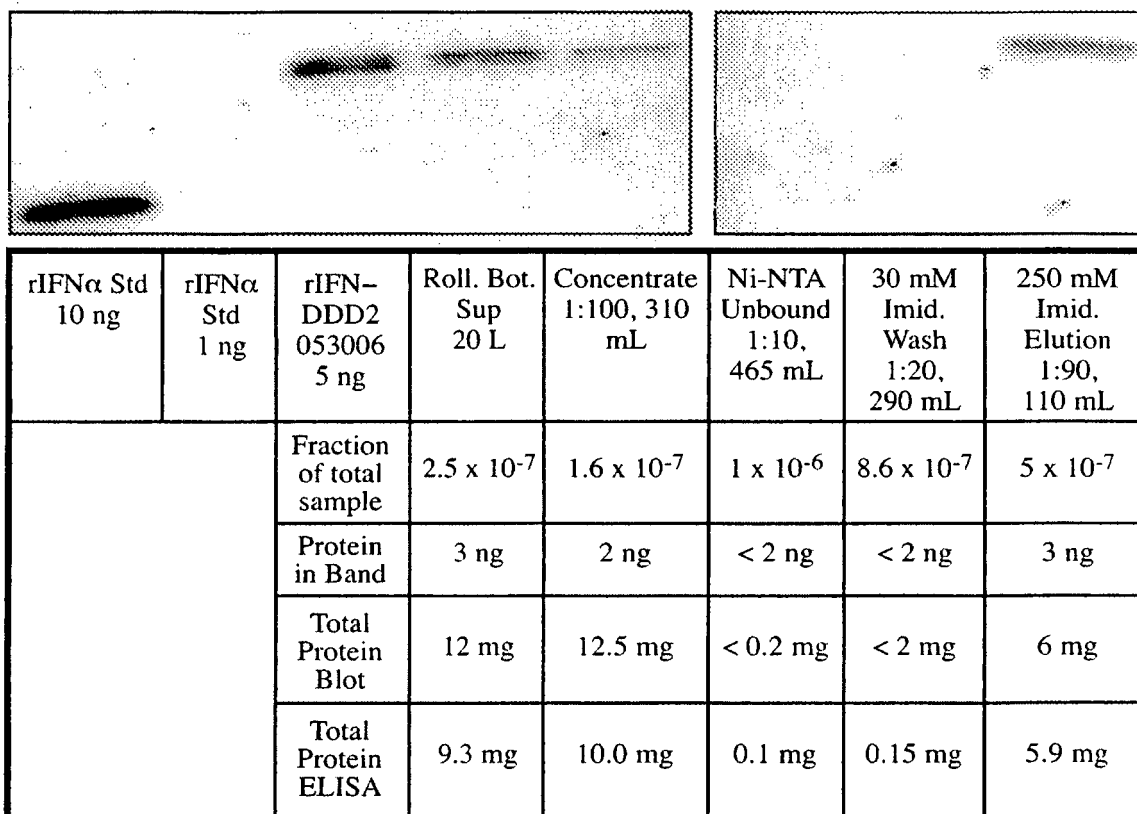 rIFNα Std
10 ng
rIFNα
Std
1 ng
rIFN–
DDD2
053006
5 ng
Roll. Bot.
Sup
20 L
Concentrate
1:100, 310
mL
Ni-NTA
Unbound
1:10,
465 mL
30 mM
Imid.
Wash
1:20,
290 mL
250 mM
Imid.
Elution
1:90,
110 mL
Fraction
of total
sample
2.5 x 10-7
1.6 x 10-7
1 x 10-6
8.6 x 10-7
5 x 10-7
Protein
in Band
3 ng
2 ng
< 2 ng
< 2 ng
3 ng
Total
Protein
Blot
12 mg
12.5 mg
< 0.2 mg
< 2 mg
6 mg
Total
Protein
ELISA
9.3 mg
10.0 mg
0.1 mg
0.15 mg
5.9 mg